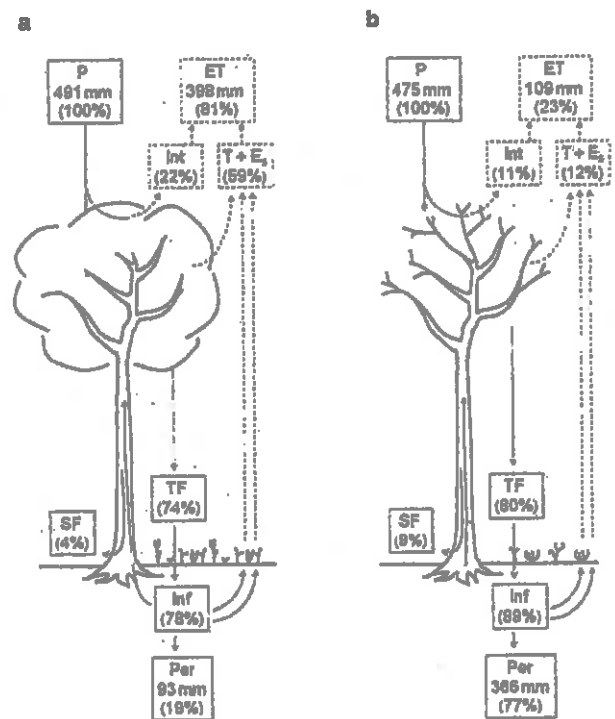 a
P
491 mm
(100%)
ET
398 mm
(81%)
Int
(22%)
T + Es
(59%)
TF
(74%)
SF
(4%)
Inf
(78%)
Per
93 mm
(19%)
b
P
475 mm
(100%)
ET
109 mm
(23%)
Int
(11%)
T + Es
(12%)
TF
(80%)
SF
(9%)
Inf
(89%)
Per
366 mm
(77%)